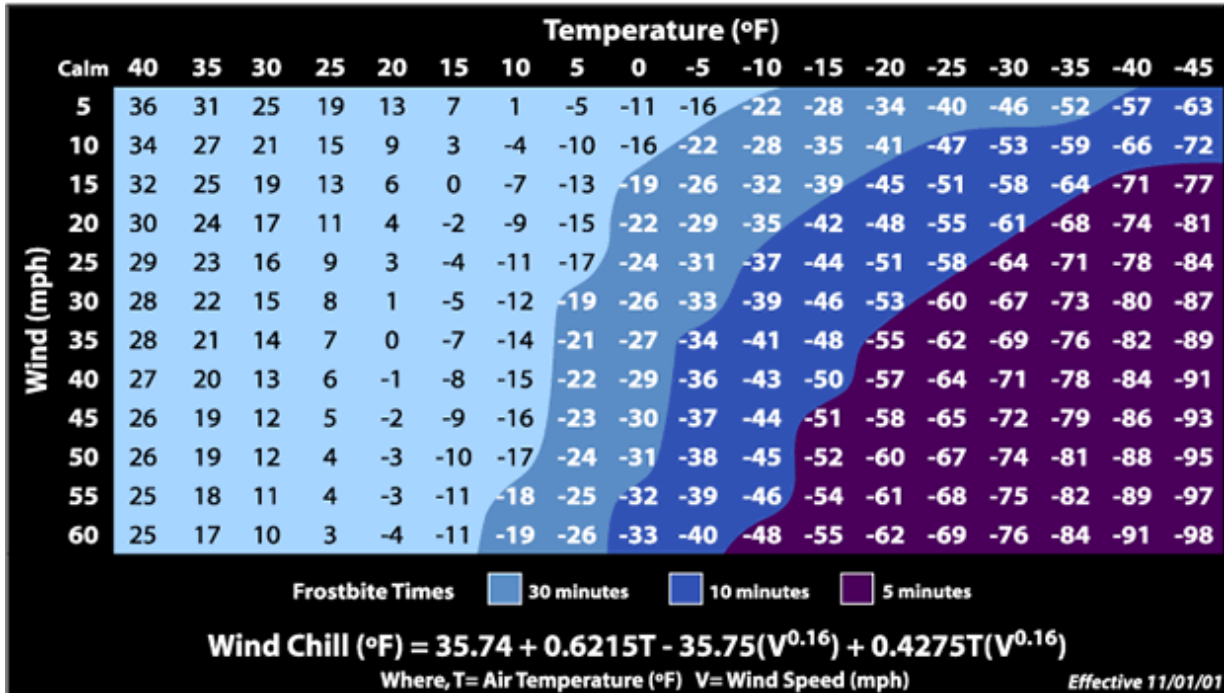 Temperature (ºF)
Calm 40 35 30 25 20 15 10 5 0 -5 -10 -15 -20 -25 -30 -35 -40 -45
5 36 31 25 19 13 7 1 -5 -11 -16 -22 -28 -34 -40 -46 -52 -57 -63
10 34 27 21 15 9 3 -4 -10 -16 -22 -28 -35 -41 -47 -53 -59 -66 -72
15 32 25 19 13 6 0 -7 -13 -19 -26 -32 -39 -45 -51 -58 -64 -71 -77
20 30 24 17 11 4 -2 -9 -15 -22 -29 -35 -42 -48 -55 -61 -68 -74 -81
25 29 23 16 9 3 -4 -11 -17 -24 -31 -37 -44 -51 -58 -64 -71 -78 -84
30 28 22 15 8 1 -5 -12 -19 -26 -33 -39 -46 -53 -60 -67 -73 -80 -87
35 28 21 14 7 0 -7 -14 -21 -27 -34 -41 -48 -55 -62 -69 -76 -82 -89
40 27 20 13 6 -1 -8 -15 -22 -29 -36 -43 -50 -57 -64 -71 -78 -84 -91
45 26 19 12 5 -2 -9 -16 -23 -30 -37 -44 -51 -58 -65 -72 -79 -86 -93
50 26 19 12 4 -3 -10 -17 -24 -31 -38 -45 -52 -60 -67 -74 -81 -88 -95
55 25 18 11 4 -3 -11 -18 -25 -32 -39 -46 -54 -61 -68 -75 -82 -89 -97
60 25 17 10 3 -4 -11 -19 -26 -33 -40 -48 -55 -62 -69 -76 -84 -91 -98
Wind (mph)
Frostbite Times 30 minutes 10 minutes 5 minutes
Wind Chill (ºF) = 35.74 + 0.6215T - 35.75(V^0.16) + 0.4275T(V^0.16)
Where, T= Air Temperature (ºF) V= Wind Speed (mph) Effective 11/01/01